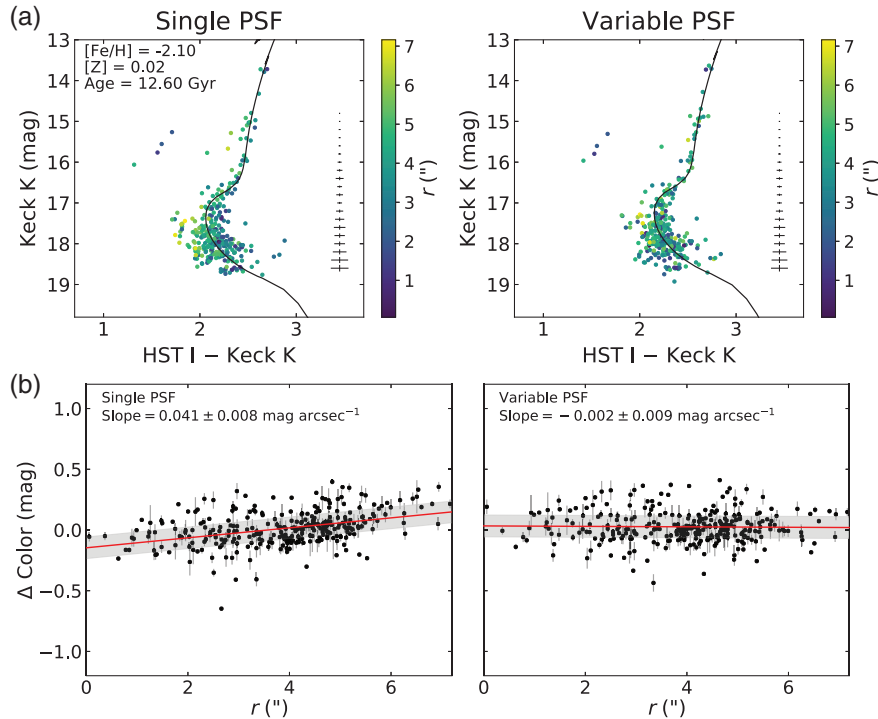 (a)
Single PSF
Variable PSF
[Fe/H] = -2.10
[Z] = 0.02
Age = 12.60 Gyr
13
14
15
16
17
18
19
Keck K (mag)
1
2
3
HST I − Keck K
7
6
5
4
3
2
1
r (")
13
14
15
16
17
18
19
Keck K (mag)
1
2
3
HST I − Keck K
7
6
5
4
3
2
1
r (")
(b)
Single PSF
Slope = 0.041 ± 0.008 mag arcsec⁻¹
Variable PSF
Slope = − 0.002 ± 0.009 mag arcsec⁻¹
1.0
0.5
0.0
−0.5
−1.0
Δ Color (mag)
0
2
4
6
r (")
0
2
4
6
r (")